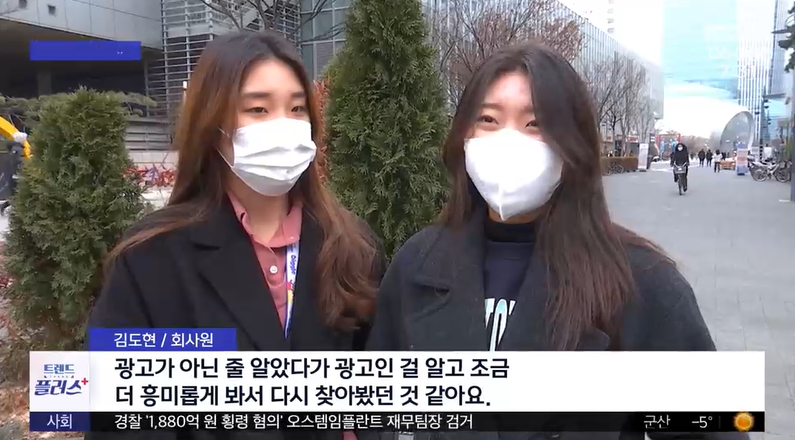 김도현 / 회사원
광고가 아닌 줄 알았다가 광고인 걸 알고 조금
더 흥미롭게 봐서 다시 찾아봤던 것 같아요.
트렌드
플러스+
사회
경찰 '1,880억 원 횡령 혐의' 오스템임플란트 재무팀장 검거
군산 -5°